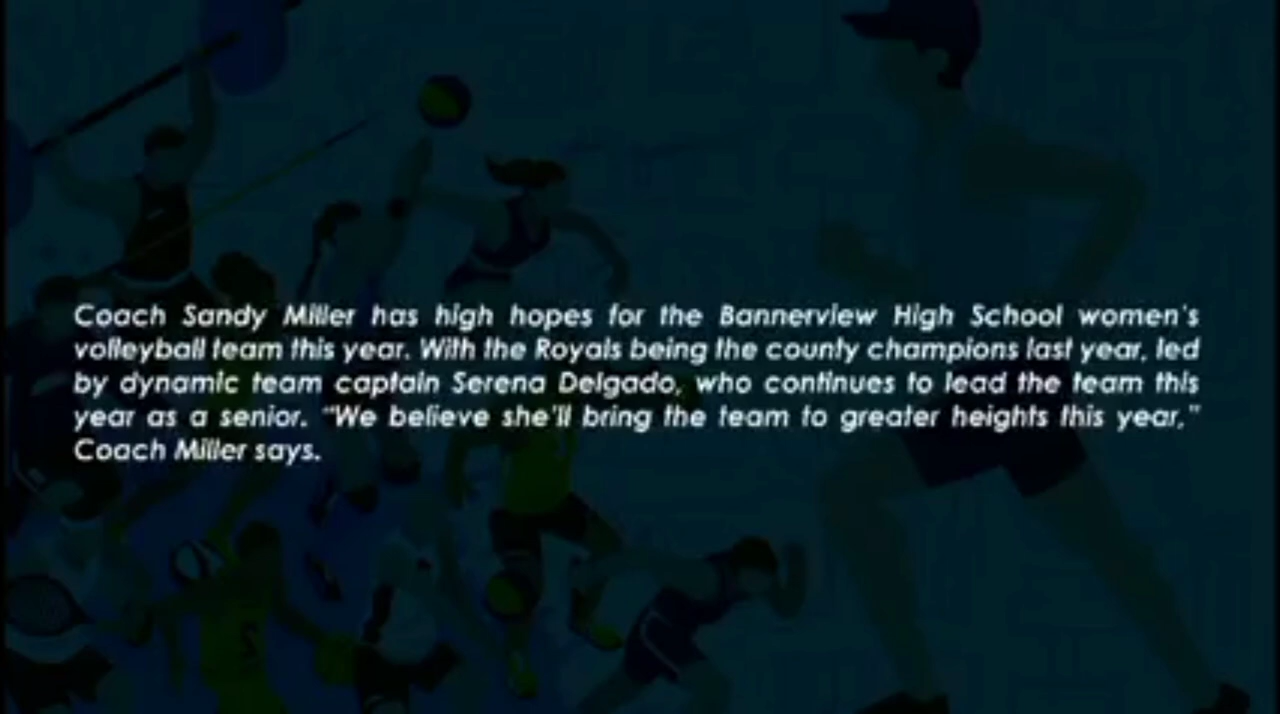 Coach Sandy Miller has high hopes for the Bannerview High School women's
volleyball team this year. With the Royals being the county champions last year, led
by dynamic team captain Serena Delgado, who continues to lead the team this
year as a senior. "We believe she'll bring the team to greater heights this year,"
Coach Miller says.